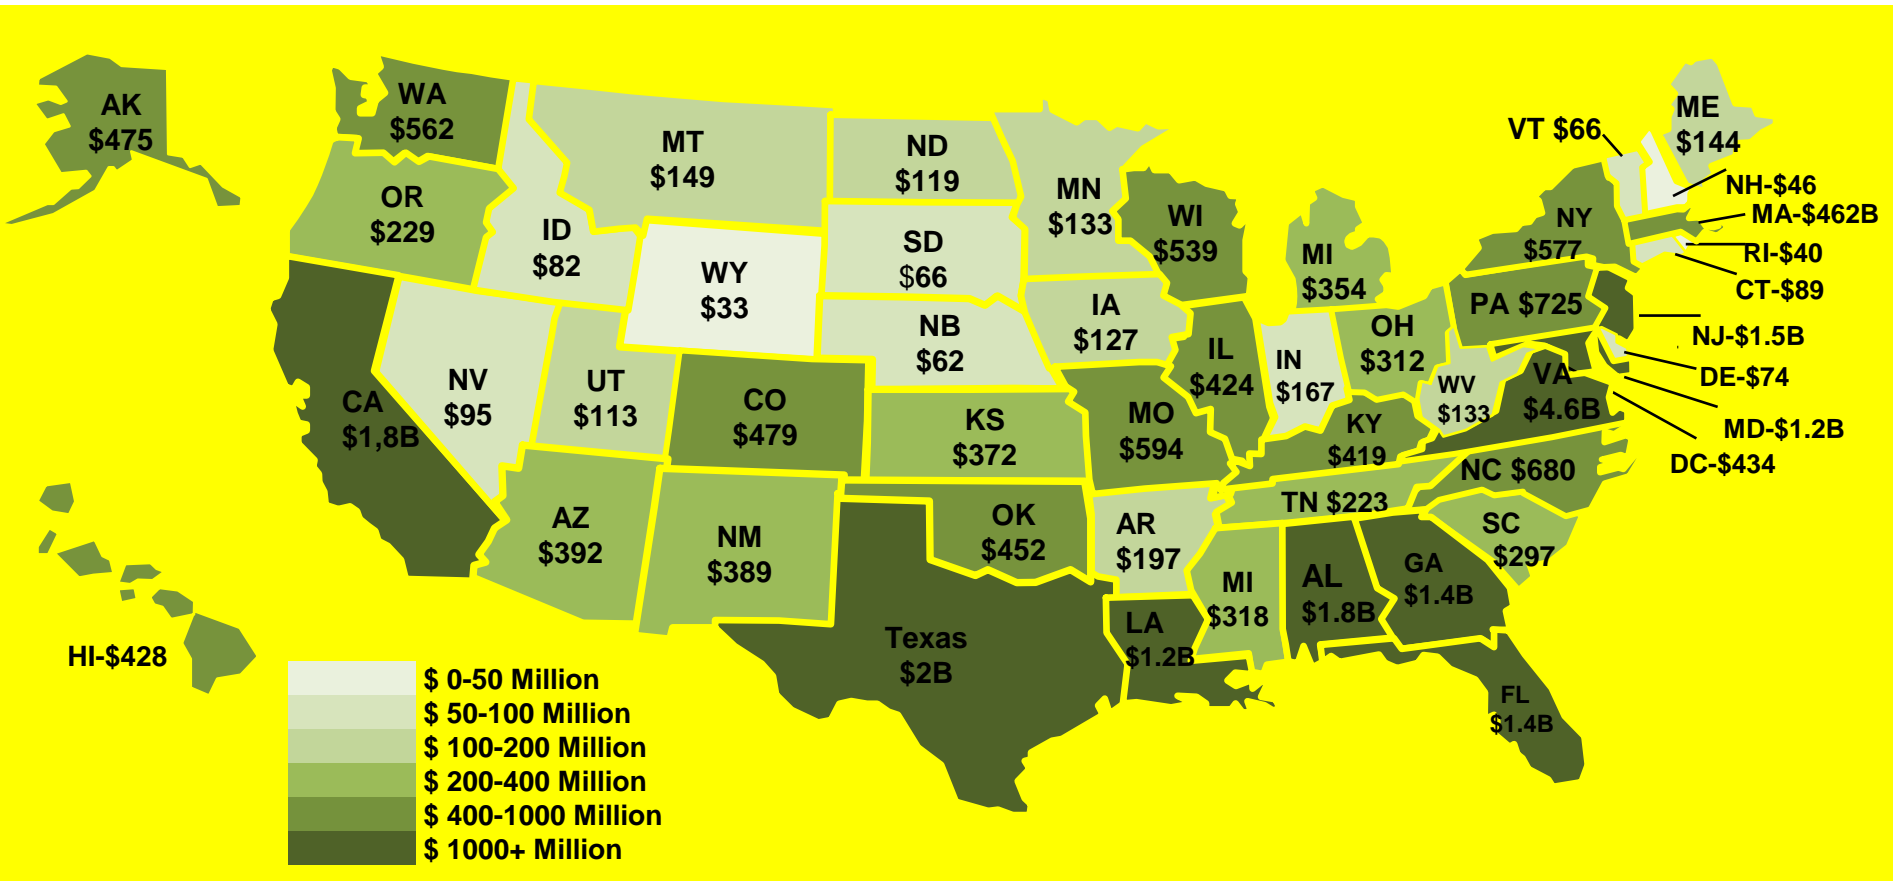 AK
$475
WA
$562
OR
$229
ID
$82
MT
$149
ND
$119
MN
$133
WI
$539
MI
$354
VT $66
ME
$144
NH-$46
MA-$462B
NY
$577
RI-$40
CT-$89
PA $725
NJ-$1.5B
DE-$74
MD-$1.2B
DC-$434
WY
$33
SD
$66
NB
$62
IA
$127
IL
$424
IN
$167
OH
$312
WV
$133
VA
$4.6B
CA
$1,8B
NV
$95
UT
$113
CO
$479
KS
$372
MO
$594
KY
$419
NC $680
TN $223
SC
$297
AZ
$392
NM
$389
OK
$452
AR
$197
MI
$318
AL
$1.8B
GA
$1.4B
LA
$1.2B
Texas
$2B
FL
$1.4B
HI-$428
$ 0-50 Million
$ 50-100 Million
$ 100-200 Million
$ 200-400 Million
$ 400-1000 Million
$ 1000+ Million